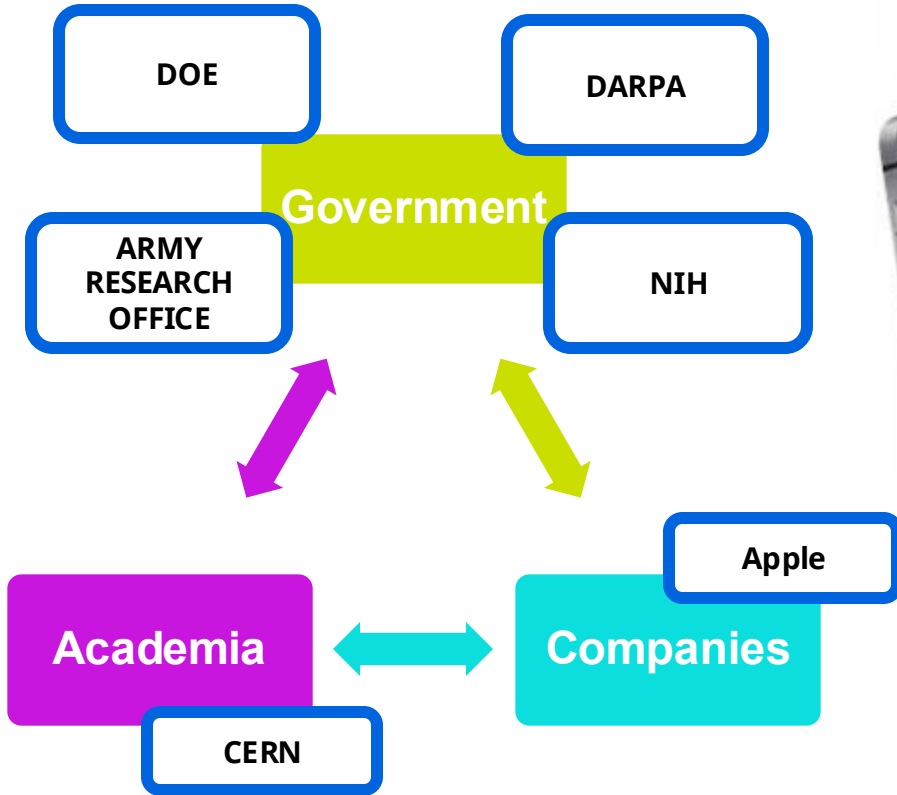 DOE
DARPA
Government
ARMY
RESEARCH
OFFICE
NIH
Apple
Academia
Companies
CERN